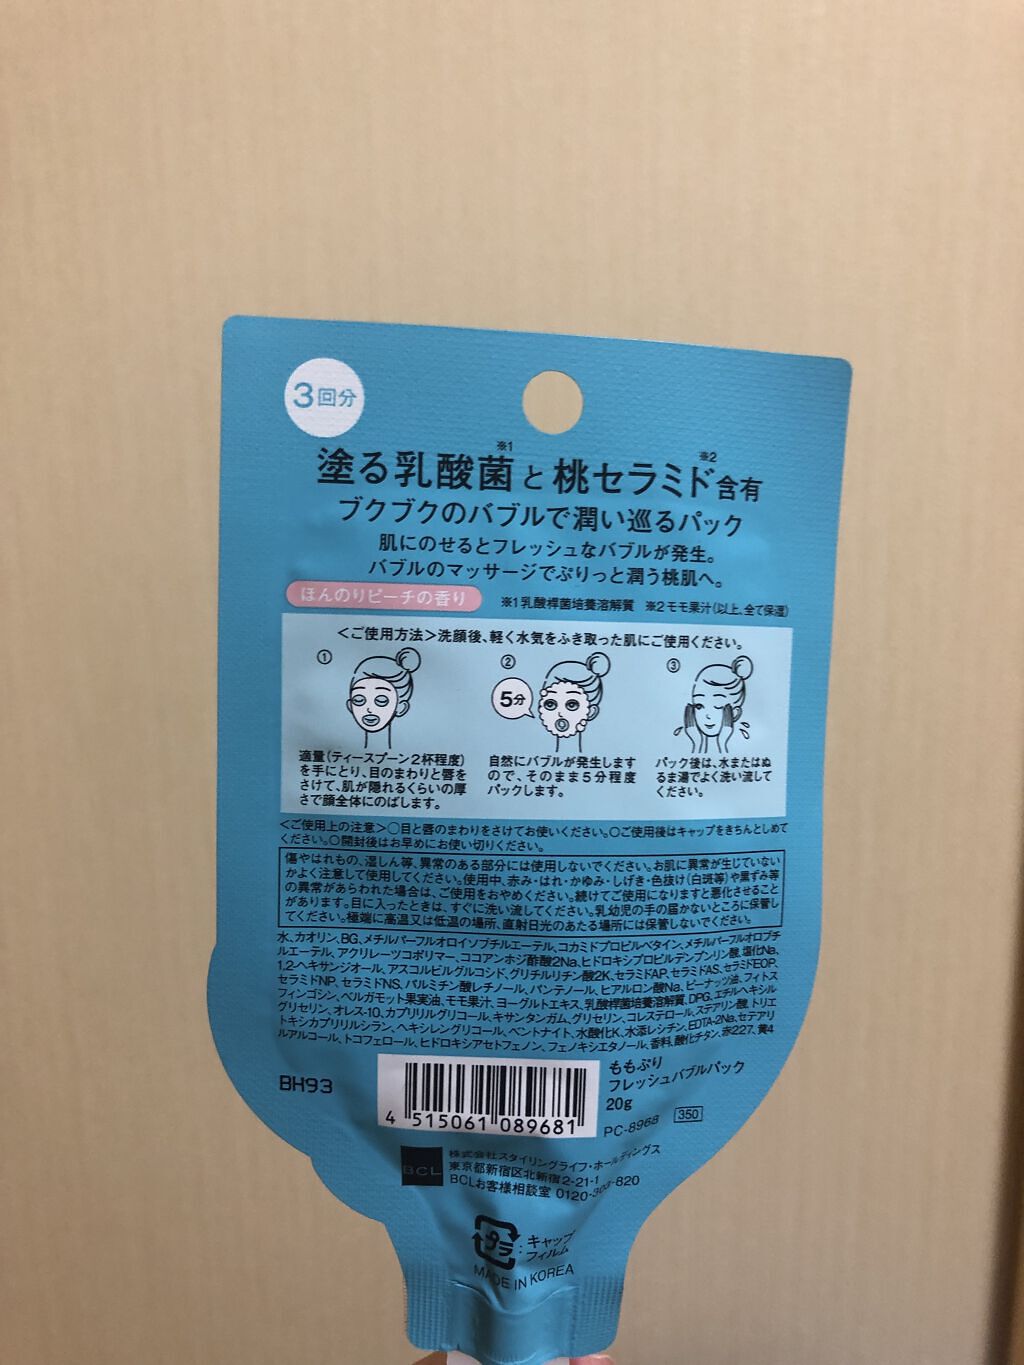 3回分
塗る乳酸菌※1と桃セラミド※2含有
ブクブクのバブルで潤い巡るパック
肌にのせるとフレッシュなバブルが発生。
バブルのマッサージでぷりっと潤う桃肌へ。
ほんのりピーチの香り
※1乳酸桿菌培養溶解質 ※2モモ果汁(以上、全て保湿)
＜ご使用方法＞洗顔後、軽く水気をふき取った肌にご使用ください。
①
適量(ティースプーン2杯程度)
を手にとり、目のまわりと唇を
さけて、肌が隠れるくらいの厚
さで顔全体にのばします。
②
5分
自然にバブルが発生します
ので、そのまま5分程度
パックします。
③
パック後は、水またはぬ
るま湯でよく洗い流して
ください。
＜ご使用上の注意＞○目と唇のまわりをさけてお使いください。○ご使用後はキャップをきちんとしめて
ください。○開封後はお早めにお使い切りください。
傷やはれもの、湿しん等、異常のある部分には使用しないでください。お肌に異常が生じていない
かよく注意して使用してください。使用中、赤み・はれ・かゆみ・しげき・色抜け(白斑等)や黒ずみ等
の異常があらわれた場合は、ご使用をおやめください。続けてご使用になりますと悪化させること
があります。目に入ったときは、すぐに洗い流してください。乳幼児の手の届かないところに保管し
てください。極端に高温又は低温の場所、直射日光のあたる場所には保管しないでください。
水、カオリン、BG、メチルパーフルオロイソブチルエーテル、コカミドプロピルベタイン、メチルパーフルオロブチ
ルエーテル、アクリレーツコポリマー、ココアンホジ酢酸2Na、ヒドロキシプロピルデンプンリン酸、塩化Na、
1,2-ヘキサンジオール、アスコルビルグルコシド、グリチルリチン酸2K、セラミドAP、セラミドAS、セラミドEOP、
セラミドNP、セラミドNS、パルミチン酸レチノール、パンテノール、ヒアルロン酸Na、ピーナッツ油、フィトス
フィンゴシン、ベルガモット果実油、モモ果汁、ヨーグルトエキス、乳酸桿菌培養溶解質、DPG、エチルヘキシル
グリセリン、オレス-10、カプリリルグリコール、キサンタンガム、グリセリン、コレステロール、ステアリン酸、トリエ
トキシカプリリルシラン、ヘキシレングリコール、ベントナイト、水酸化K、水添レシチン、EDTA-2Na、セテアリ
ルアルコール、トコフェロール、ヒドロキシアセトフェノン、フェノキシエタノール、香料、酸化チタン、赤227、黄4
BH93
4 515061 089681
ももぷり
フレッシュバブルパック
20g
PC-8968 350
BCL
株式会社スタイリングライフ・ホールディングス
東京都新宿区北新宿2-21-1
BCLお客様相談室 0120-303-820
プラ
:キャップ
フィルム
MADE IN KOREA